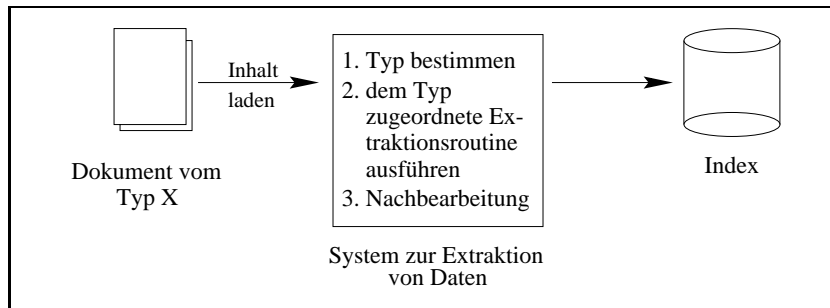 Inhalt
laden
Dokument vom
Typ X
1. Typ bestimmen
2. dem Typ
zugeordnete Ex-
traktionsroutine
ausführen
3. Nachbearbeitung
System zur Extraktion
von Daten
Index